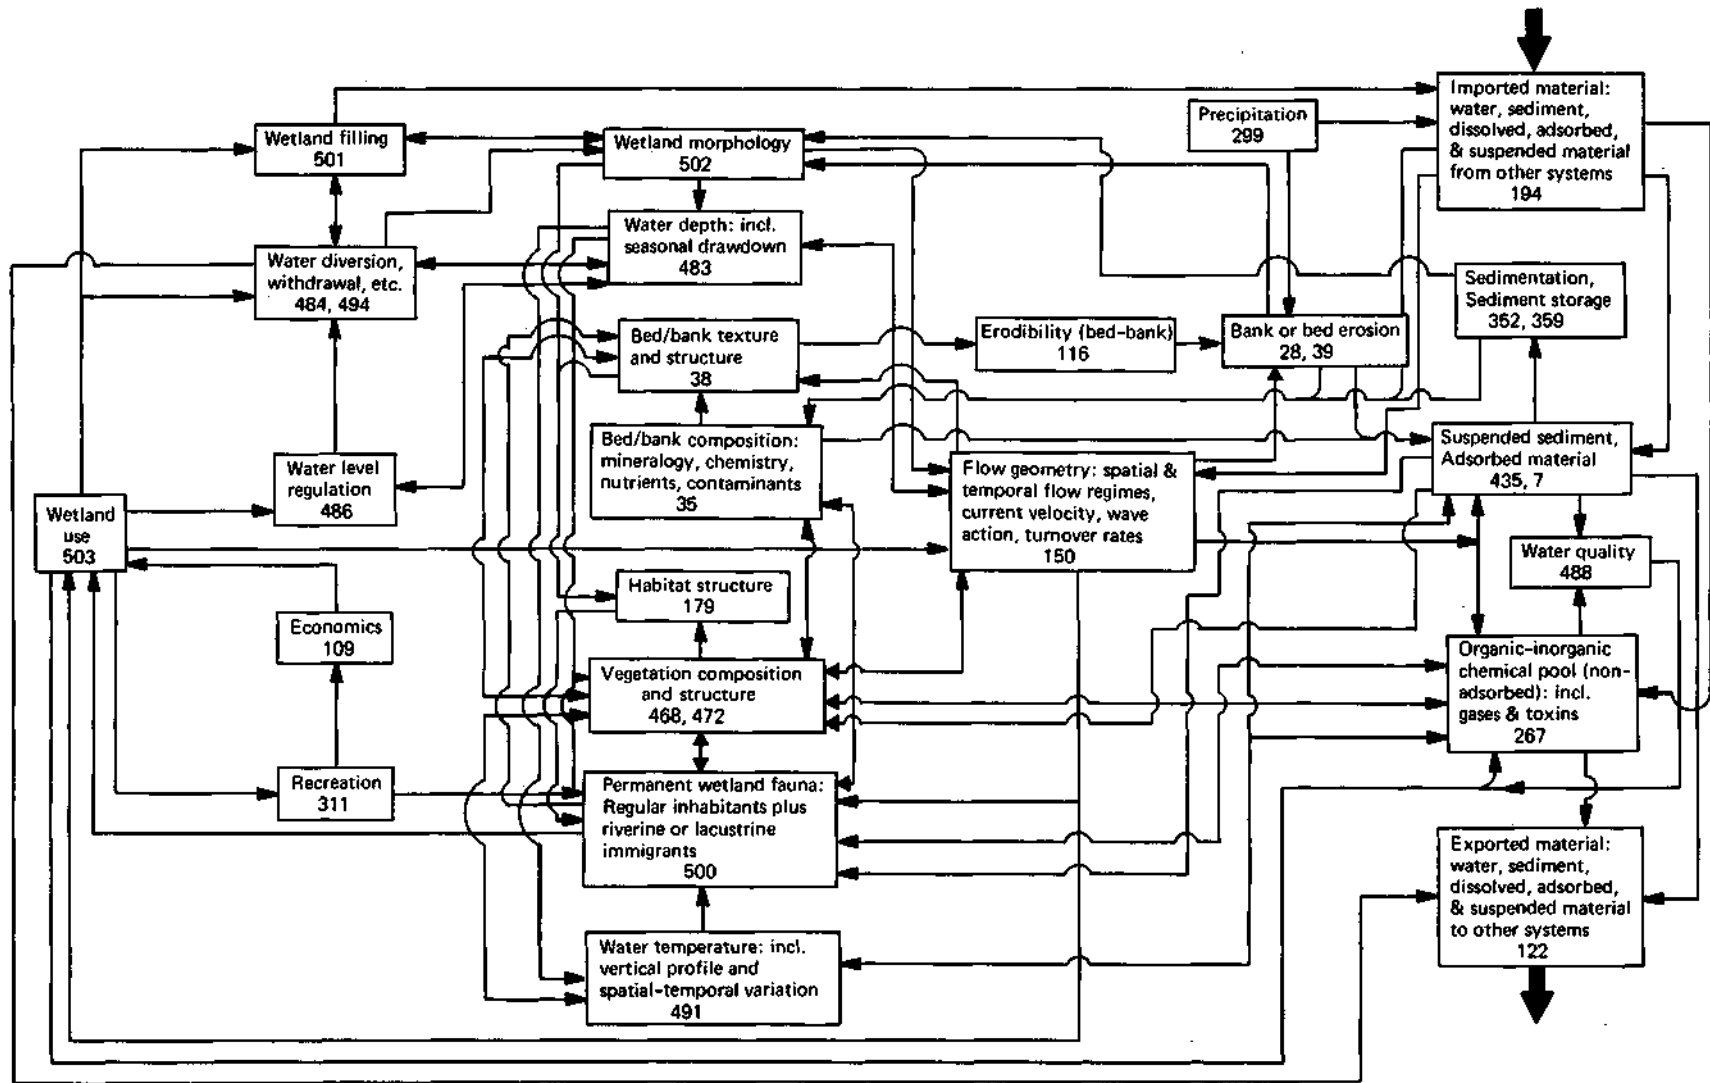 Imported material:
water, sediment,
dissolved, adsorbed,
& suspended material
from other systems
194
Precipitation
299
Wetland filling
501
Wetland morphology
502
Water depth: incl.
seasonal drawdown
483
Water diversion,
withdrawal, etc.
484, 494
Sedimentation,
Sediment storage
352, 359
Bed/bank texture
and structure
38
Erodibility (bed-bank)
116
Bank or bed erosion
28, 39
Bed/bank composition:
mineralogy, chemistry,
nutrients, contaminants
35
Suspended sediment,
Adsorbed material
435, 7
Water level
regulation
486
Flow geometry: spatial &
temporal flow regimes,
current velocity, wave
action, turnover rates
150
Wetland
use
503
Water quality
488
Habitat structure
179
Economics
109
Vegetation composition
and structure
468, 472
Organic-inorganic
chemical pool (non-
adsorbed): incl.
gases & toxins
267
Recreation
311
Permanent wetland fauna:
Regular inhabitants plus
riverine or lacustrine
immigrants
500
Exported material:
water, sediment,
dissolved, adsorbed,
& suspended material
to other systems
122
Water temperature: incl.
vertical profile and
spatial-temporal variation
491